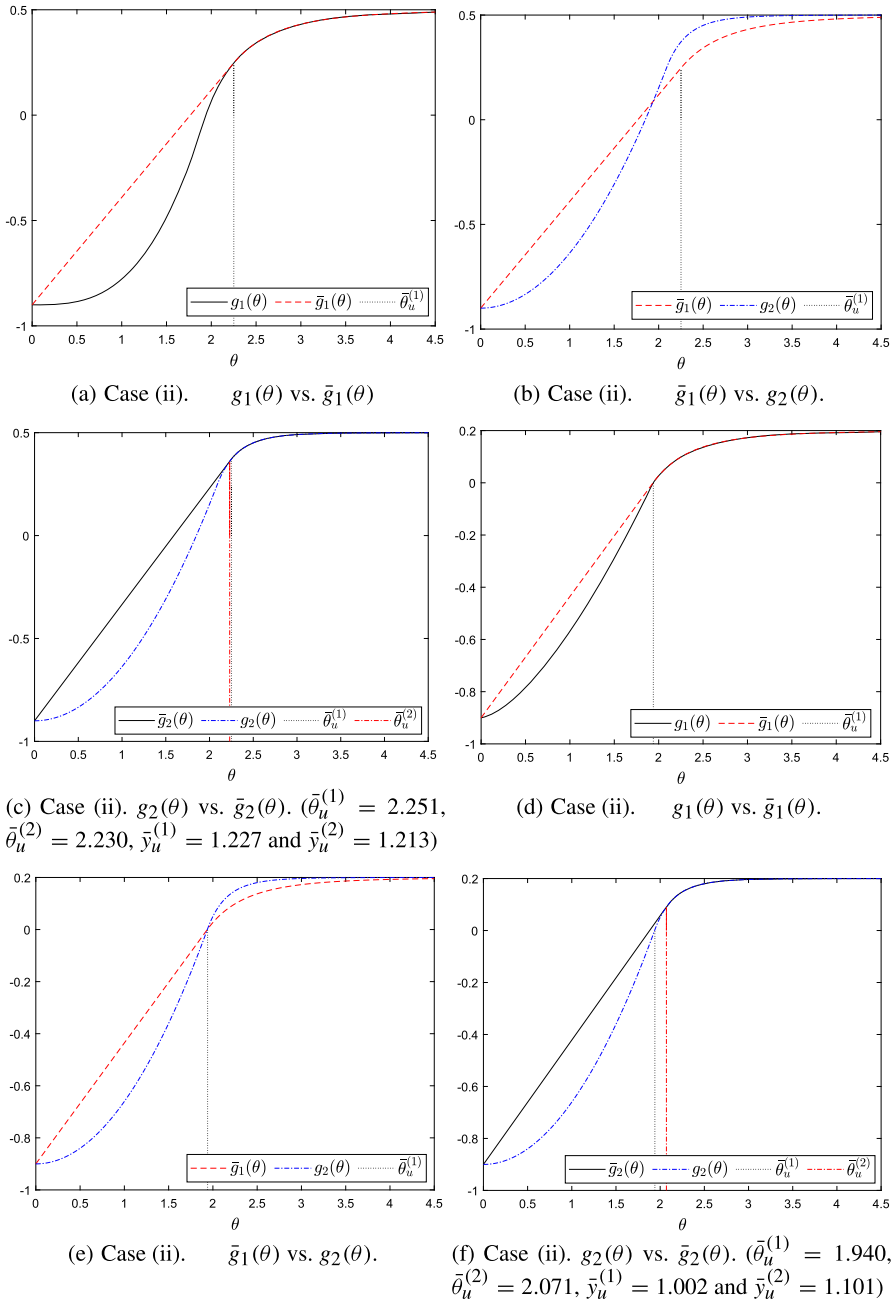 0.5
0
-0.5
-1
0 0.5 1 1.5 2 2.5 3 3.5 4 4.5
θ
g₁(θ) ḡ₁(θ) θ̄ᵤ⁽¹⁾
(a) Case (ii). g₁(θ) vs. ḡ₁(θ)
0.5
0
-0.5
-1
0 0.5 1 1.5 2 2.5 3 3.5 4 4.5
θ
ḡ₁(θ) g₂(θ) θ̄ᵤ⁽¹⁾
(b) Case (ii). ḡ₁(θ) vs. g₂(θ).
0.5
0
-0.5
-1
0 0.5 1 1.5 2 2.5 3 3.5 4 4.5
θ
ḡ₂(θ) g₂(θ) θ̄ᵤ⁽¹⁾ θ̄ᵤ⁽²⁾
(c) Case (ii). g₂(θ) vs. ḡ₂(θ). (θ̄ᵤ⁽¹⁾ = 2.251,
θ̄ᵤ⁽²⁾ = 2.230, ȳᵤ⁽¹⁾ = 1.227 and ȳᵤ⁽²⁾ = 1.213)
0.2
0
-0.2
-0.4
-0.6
-0.8
-1
0 0.5 1 1.5 2 2.5 3 3.5 4 4.5
θ
g₁(θ) ḡ₁(θ) θ̄ᵤ⁽¹⁾
(d) Case (ii). g₁(θ) vs. ḡ₁(θ).
0.2
0
-0.2
-0.4
-0.6
-0.8
-1
0 0.5 1 1.5 2 2.5 3 3.5 4 4.5
θ
ḡ₁(θ) g₂(θ) θ̄ᵤ⁽¹⁾
(e) Case (ii). ḡ₁(θ) vs. g₂(θ).
0.2
0
-0.2
-0.4
-0.6
-0.8
-1
0 0.5 1 1.5 2 2.5 3 3.5 4 4.5
θ
ḡ₂(θ) g₂(θ) θ̄ᵤ⁽¹⁾ θ̄ᵤ⁽²⁾
(f) Case (ii). g₂(θ) vs. ḡ₂(θ). (θ̄ᵤ⁽¹⁾ = 1.940,
θ̄ᵤ⁽²⁾ = 2.071, ȳᵤ⁽¹⁾ = 1.002 and ȳᵤ⁽²⁾ = 1.101)